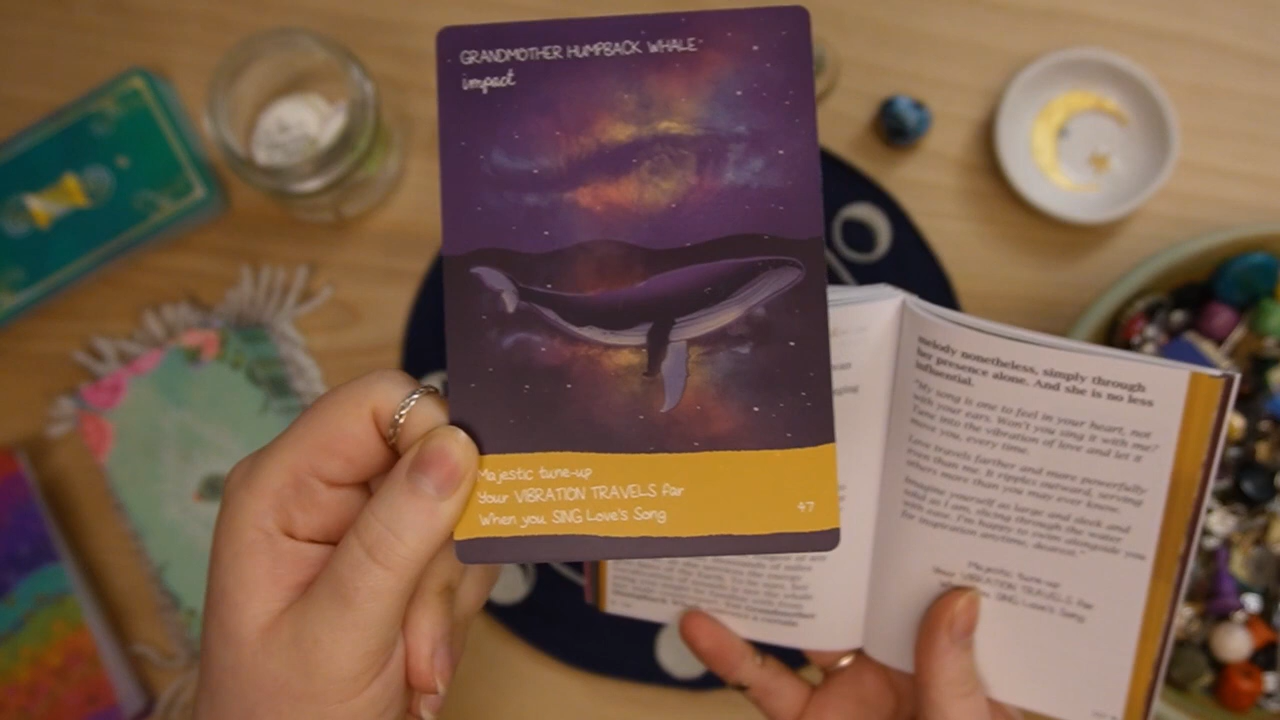 GRANDMOTHER HUMPBACK WHALE
impact
Majestic tune-up
Your VIBRATION TRAVELS far
When you SING Love's Song
47
melody nonetheless, simply through
her presence alone. And she is no less
influential.
"My song is one to feel in your heart, not
with your ears. Won't you sing it with me?
Tune into the vibration of love and let it
move you, every time.
Love travels farther and more powerfully
even than me. It ripples outward, serving
others more than you may ever know.
Imagine yourself as large and sleek and
solid as I am, slicing through the water
with ease. I'm happy to swim alongside you
for inspiration anytime, dearest."
Majestic tune-up
Your VIBRATION TRAVELS far
you SING Love's Song